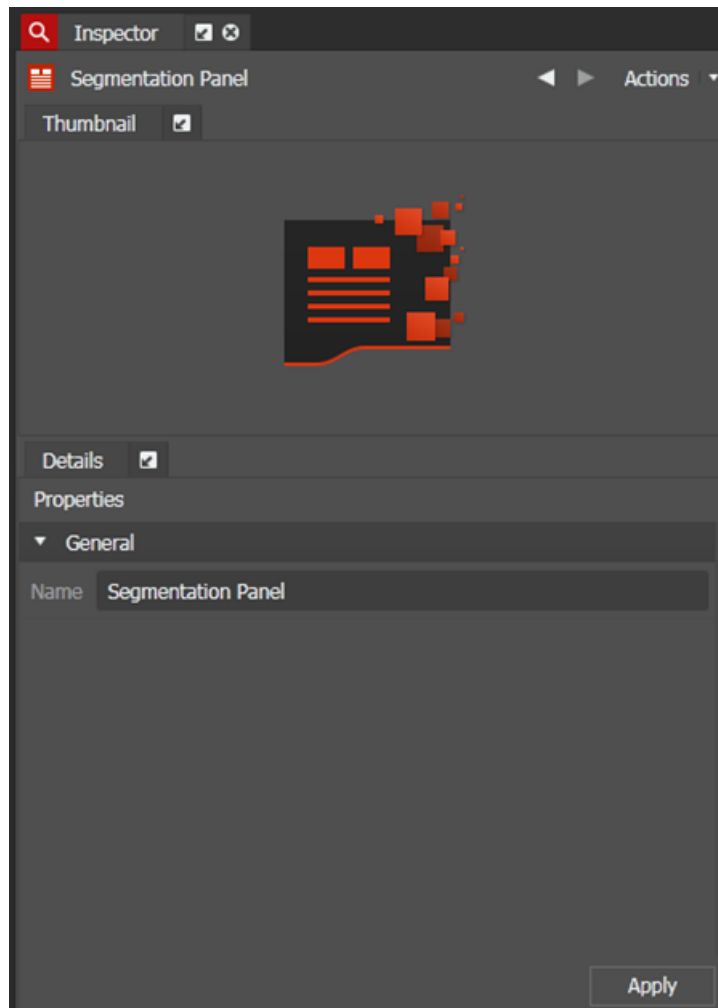 Inspector
Segmentation Panel
Actions
Thumbnail
Details
Properties
General
Name Segmentation Panel
Apply